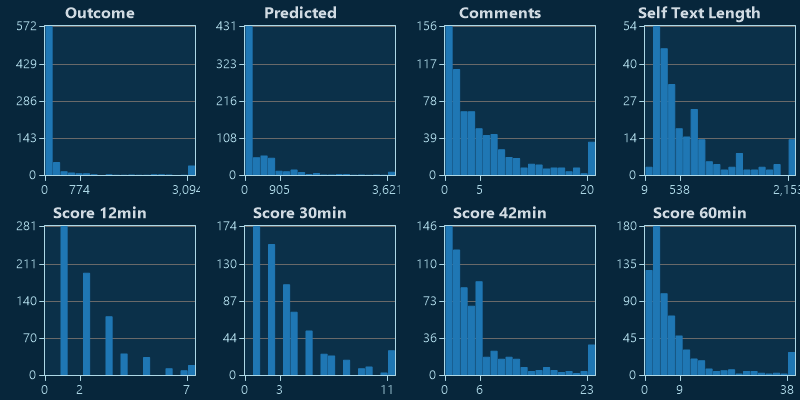 Outcome
572
429
286
143
0
0 774 3,094
Predicted
431
323
216
108
0
0 905 3,621
Comments
156
117
78
39
0
0 5 20
Self Text Length
54
40
27
14
0
9 538 2,153
Score 12min
281
211
140
70
0
0 2 7
Score 30min
174
130
87
44
0
0 3 11
Score 42min
146
110
73
36
0
0 6 23
Score 60min
180
135
90
45
0
0 9 38